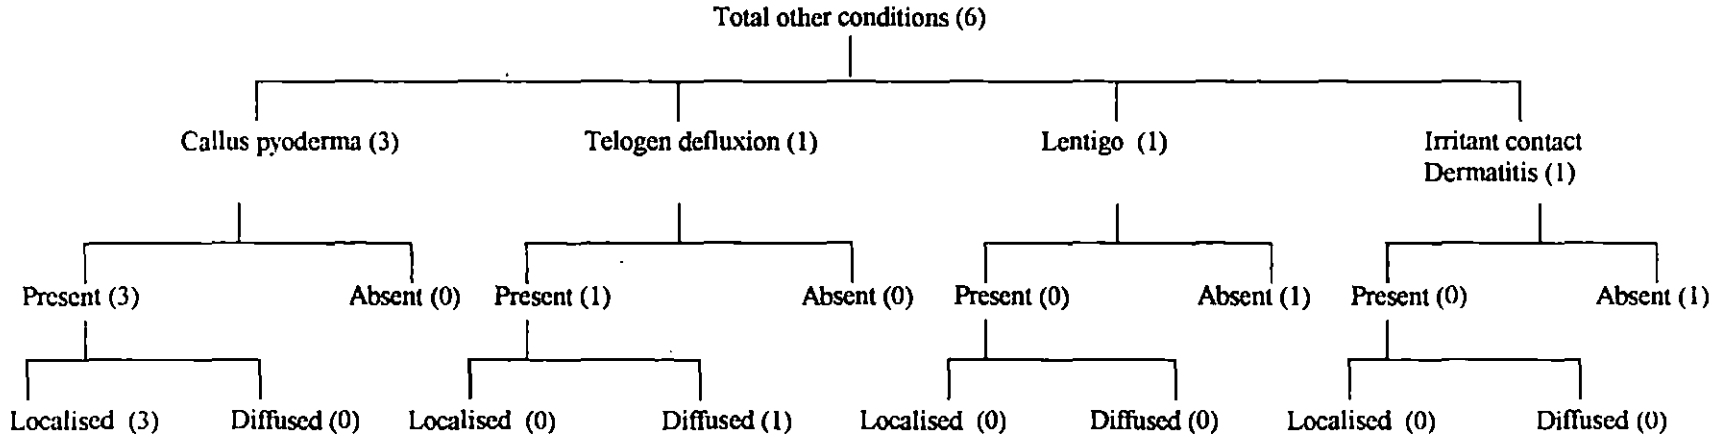 Total other conditions (6)
Callus pyoderma (3) Telogen defluxion (1) Lentigo (1) Irritant contact
Dermatitis (1)
Present (3) Absent (0) Present (1) Absent (0) Present (0) Absent (1) Present (0) Absent (1)
Localised (3) Diffused (0) Localised (0) Diffused (1) Localised (0) Diffused (0) Localised (0) Diffused (0)